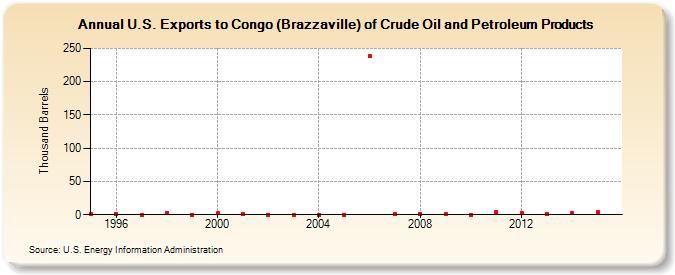 Annual U.S. Exports to Congo (Brazzaville) of Crude Oil and Petroleum Products
Thousand Barrels
250
200
150
100
50
0
1996 2000 2004 2008 2012
Source: U.S. Energy Information Administration